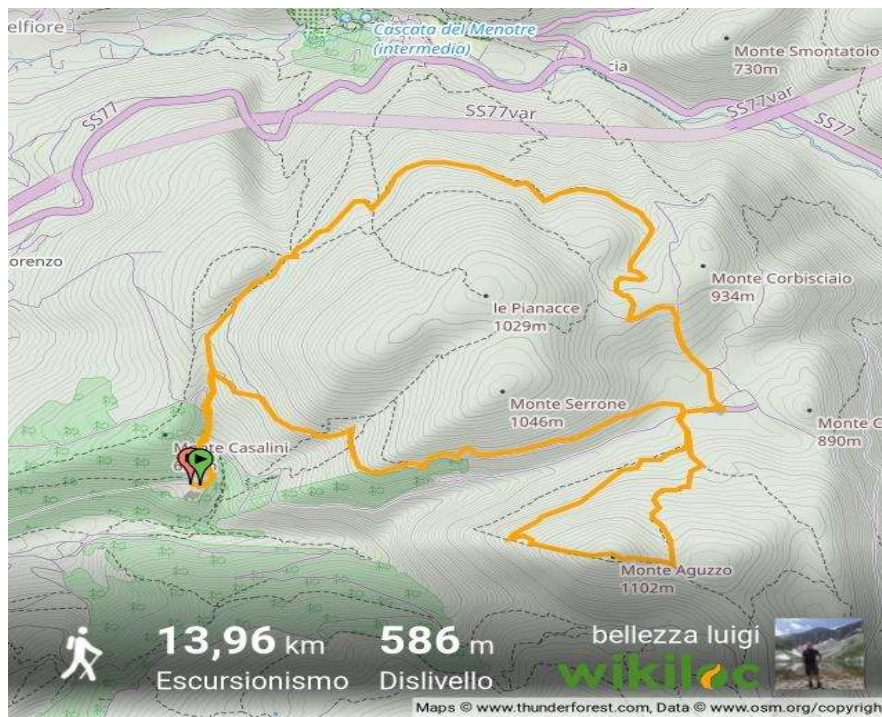 elfiore
Cascata del Menotre
(intermedia)
cia
Monte Smontatoio
730m
SS77
SS77var
SS77var
SS77
orenzo
Monte Corbisciaio
934m
le Pianacce
1029m
Monte Serrone
1046m
Monte C
890m
Monte Casalini
Monte Aguzzo
1102m
13,96 km
586 m
bellezza luigi
Escursionismo
Dislivello
wikiloc
Maps © www.thunderforest.com, Data © www.osm.org/copyrigh